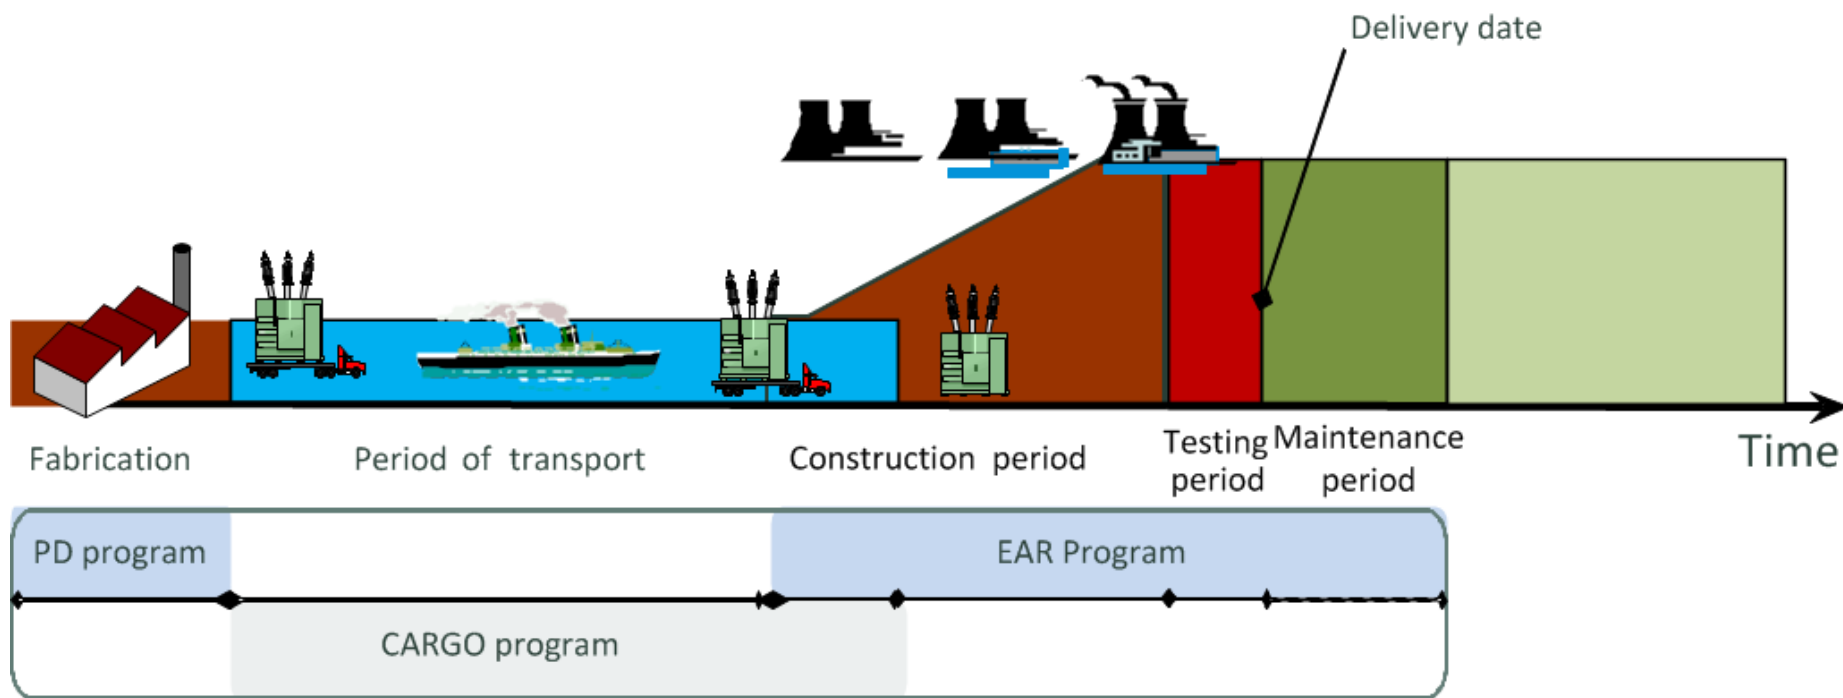 Delivery date
Fabrication
Period of transport
Construction period
Testing
period
Maintenance
period
Time
PD program
EAR Program
CARGO program